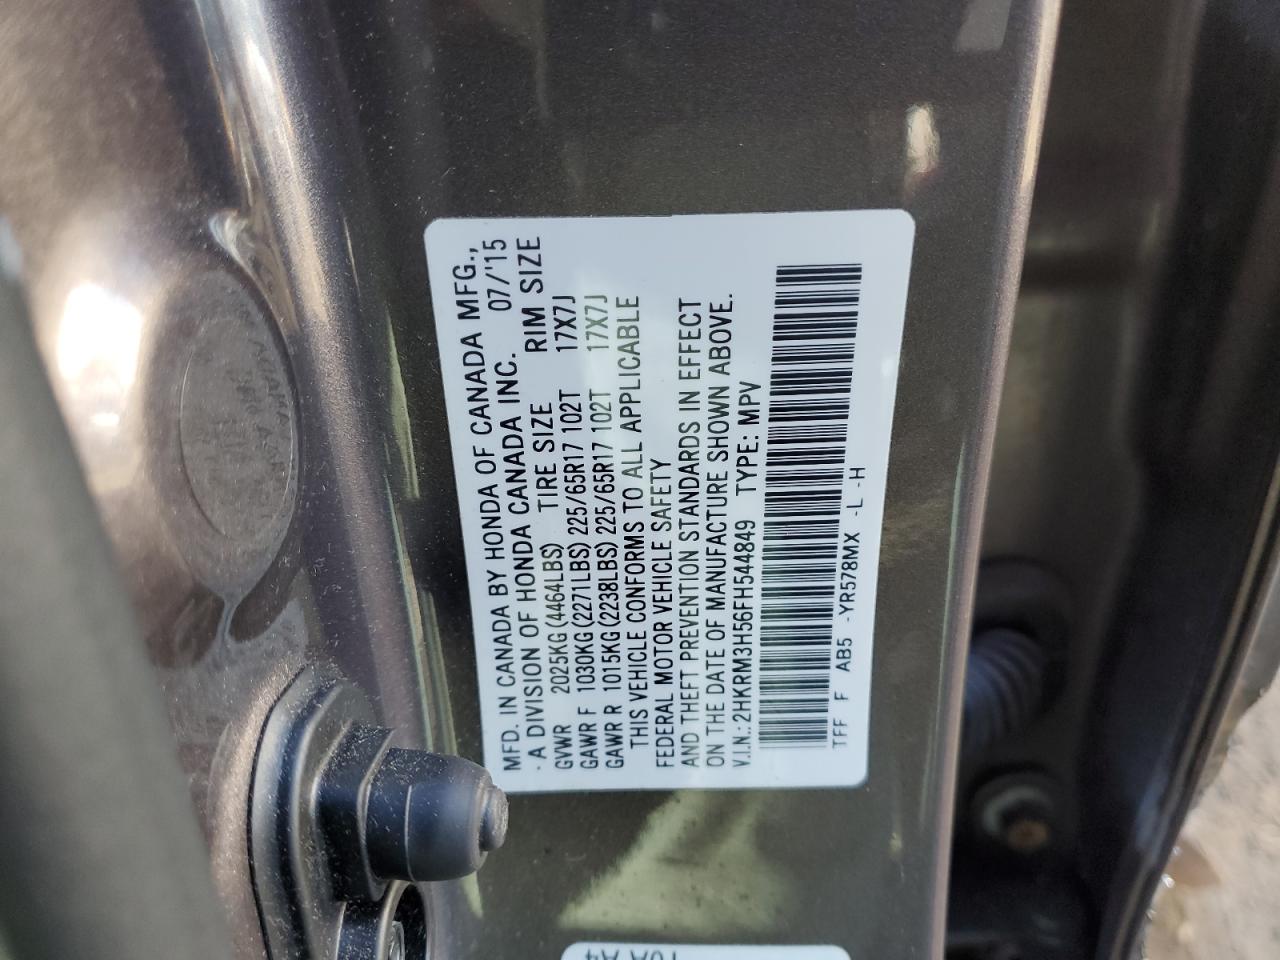 MFD. IN CANADA BY HONDA OF CANADA MFG.,
- A DIVISION OF HONDA CANADA INC. 07/'15
GVWR 2025KG(4464LBS) TIRE SIZE RIM SIZE
GAWR F 1030KG(2271LBS) 225/65R17 102T 17X7J
GAWR R 1015KG(2238LBS) 225/65R17 102T 17X7J
THIS VEHICLE CONFORMS TO ALL APPLICABLE
FEDERAL MOTOR VEHICLE SAFETY
AND THEFT PREVENTION STANDARDS IN EFFECT
ON THE DATE OF MANUFACTURE SHOWN ABOVE.
V.I.N.: 2HKRM3H56FH544849 TYPE: MPV
TFF F AB5 -YR578MX -L -H